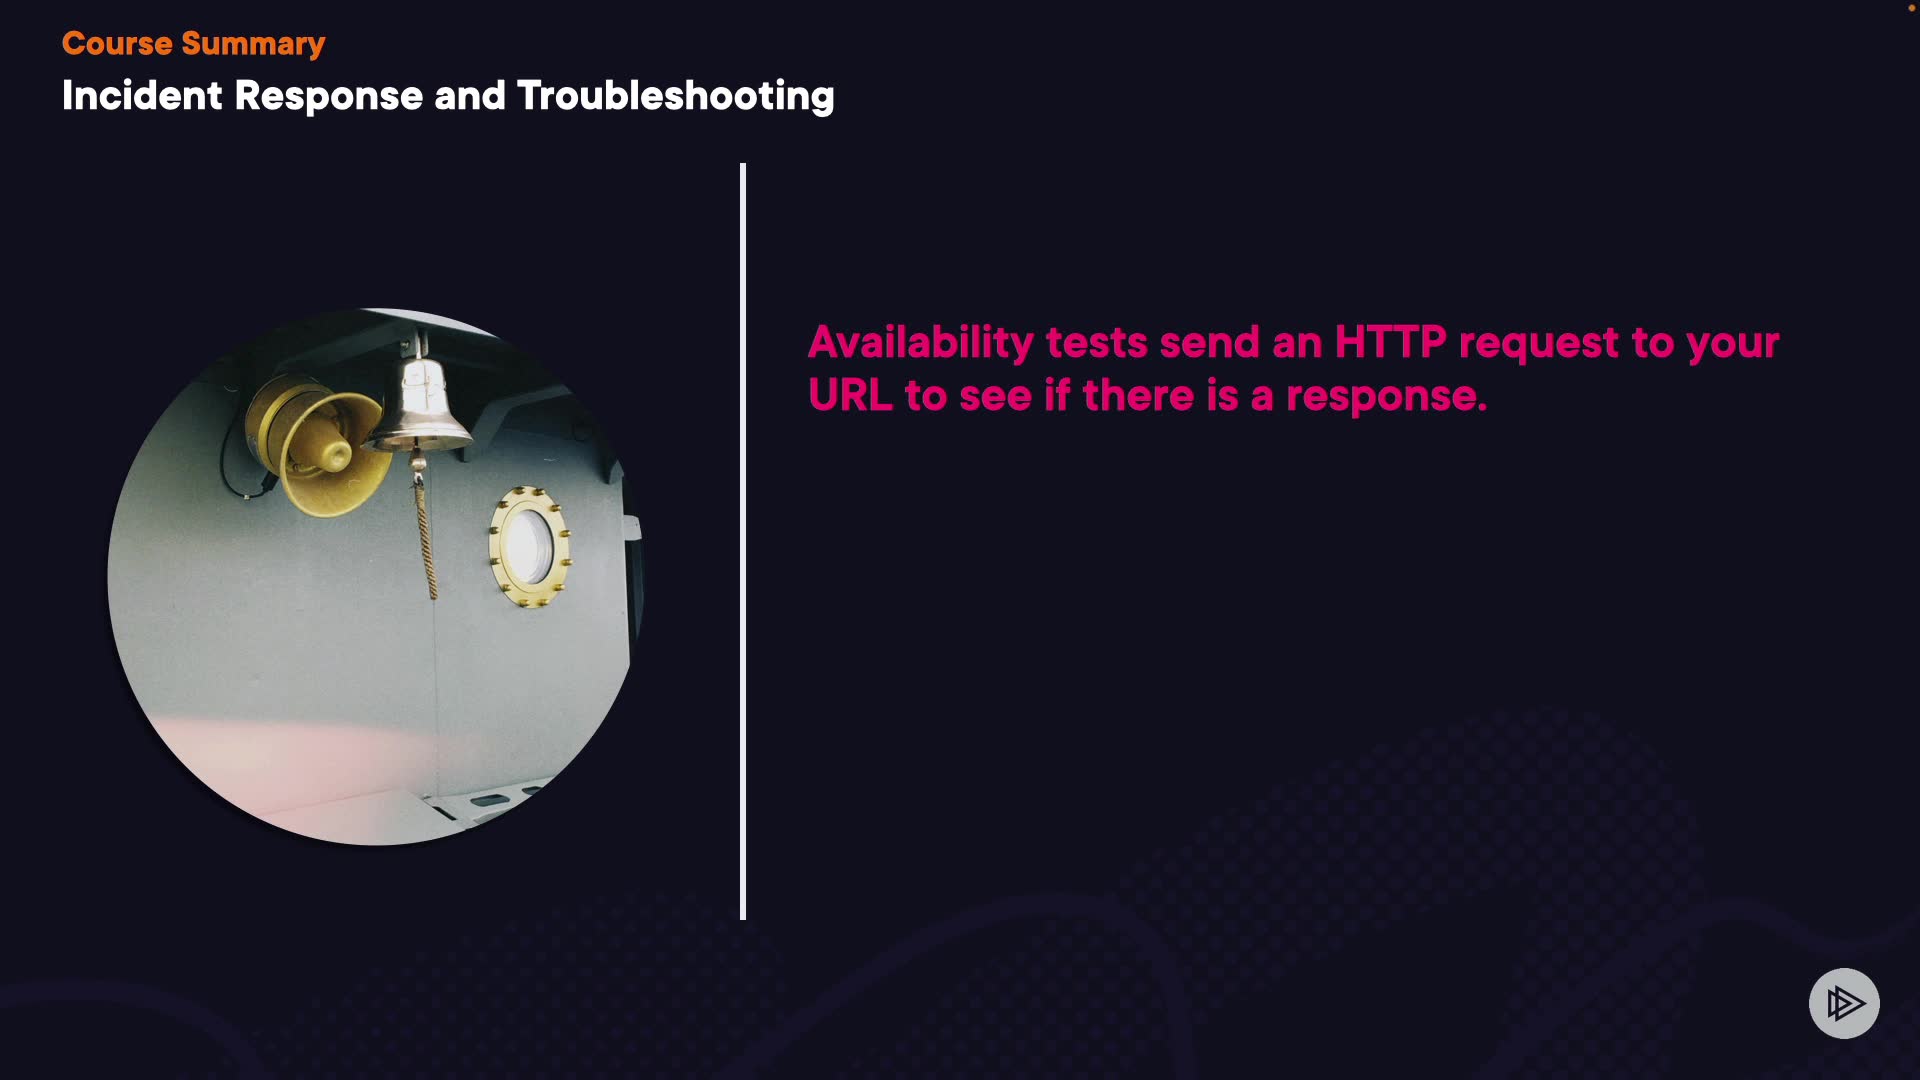 Course Summary
Incident Response and Troubleshooting
Availability tests send an HTTP request to your
URL to see if there is a response.